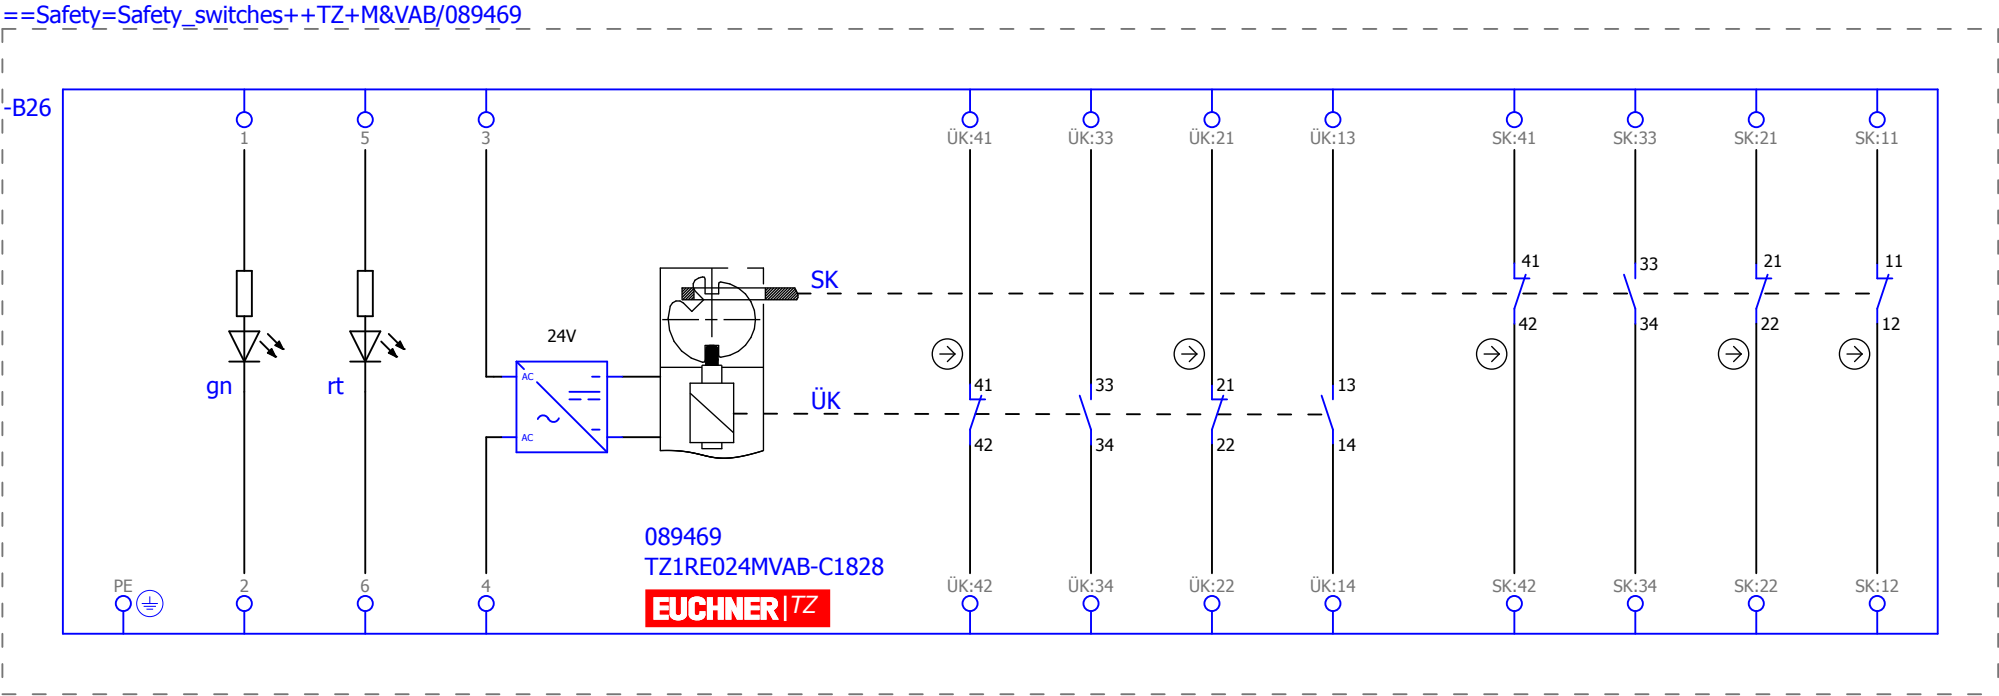 ==Safety=Safety_switches++TZ+M&VAB/089469
-B26
1 5 3 ÜK:41 ÜK:33 ÜK:21 ÜK:13 SK:41 SK:33 SK:21 SK:11
SK
41 33 21 11
42 34 22 12
24V
gn rt
AC
AC
ÜK
41 33 21 13
42 34 22 14
089469
TZ1RE024MVAB-C1828
EUCHNER TZ
PE 2 6 4 ÜK:42 ÜK:34 ÜK:22 ÜK:14 SK:42 SK:34 SK:22 SK:12